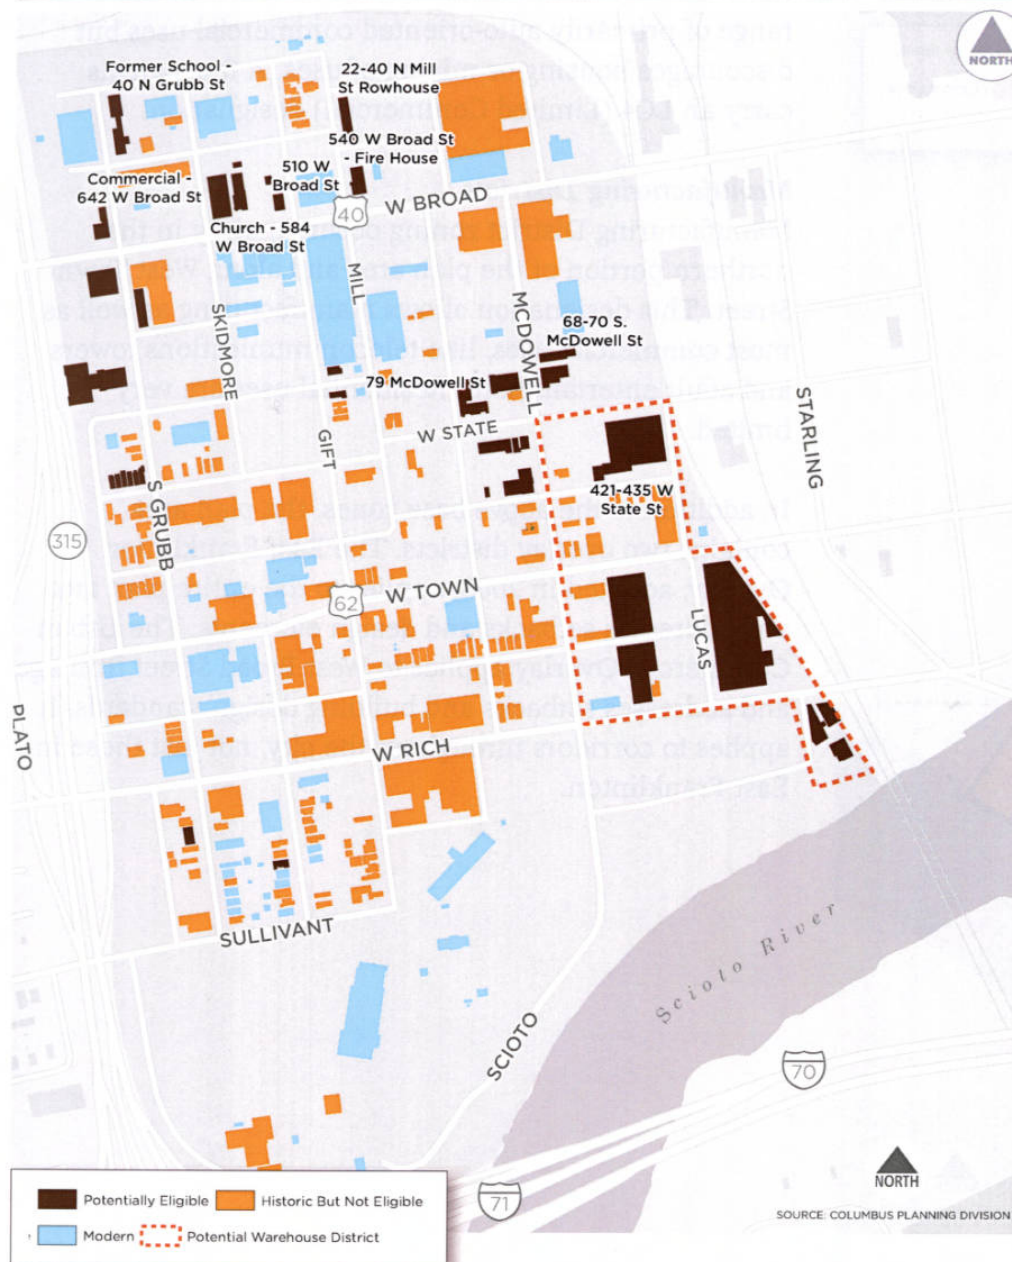 NORTH
Former School -
40 N Grubb St
22-40 N Mill
St Rowhouse
540 W Broad St
- Fire House
510 W
Broad St
Commercial -
642 W Broad St
40
W BROAD
Church - 584
W Broad St
MILL
SKIDMORE
MCDOWELL
68-70 S.
McDowell St
79 McDowell St
STARLING
W STATE
GIFT
421-435 W
State St
S GRUBB
315
62
W TOWN
LUCAS
PLATO
W RICH
SULLIVANT
Scioto River
SCIOTO
70
71
NORTH
SOURCE: COLUMBUS PLANNING DIVISION
Potentially Eligible
Historic But Not Eligible
Modern
Potential Warehouse District